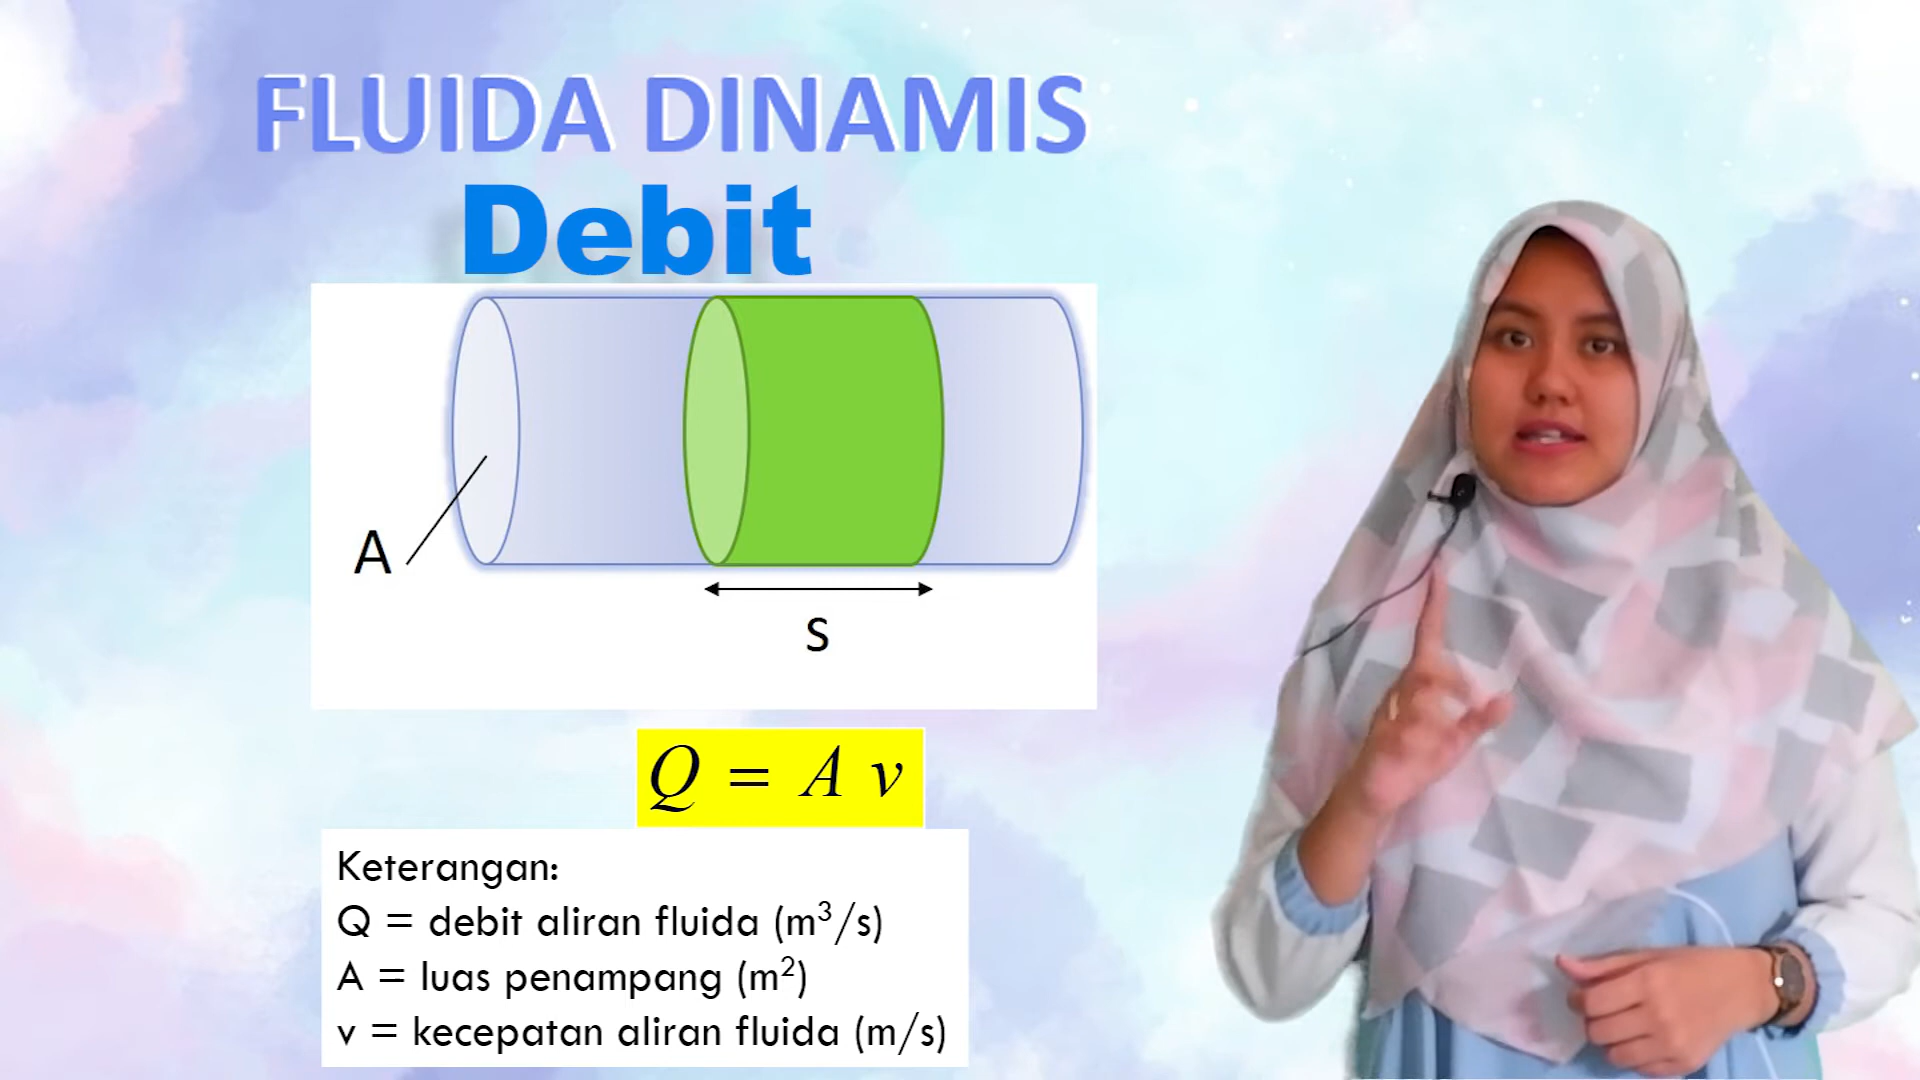 FLUIDA DINAMIS
Debit
A
S
Q = A v
Keterangan:
Q = debit aliran fluida (m³/s)
A = luas penampang (m²)
v = kecepatan aliran fluida (m/s)